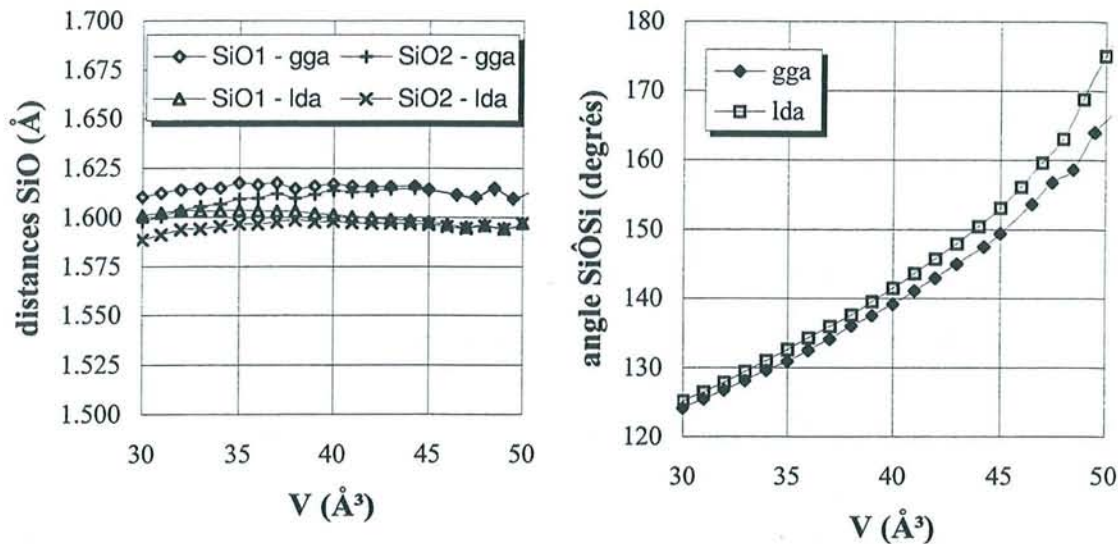 distances SiO (Å)
1.700
1.675
1.650
1.625
1.600
1.575
1.550
1.525
1.500
SiO1 - gga SiO2 - gga
SiO1 - lda SiO2 - lda
30 35 40 45 50
V (Å³)
angle SiÔSi (degrés)
180
170
160
150
140
130
120
gga
lda
30 35 40 45 50
V (Å³)